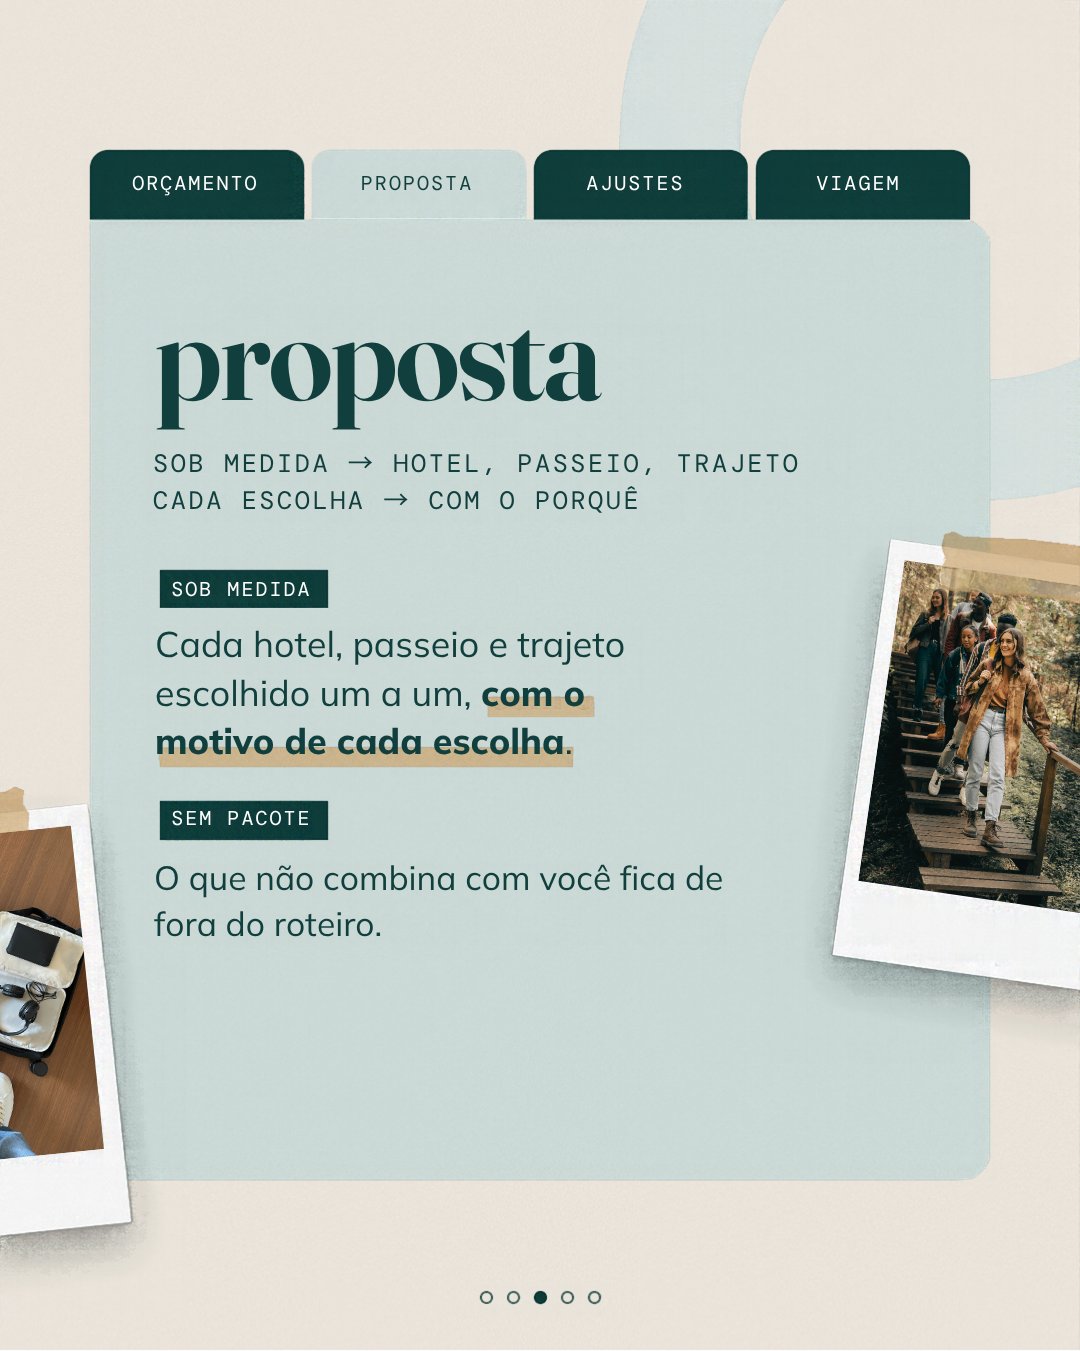 ORÇAMENTO
PROPOSTA
AJUSTES
VIAGEM
proposta
SOB MEDIDA → HOTEL, PASSEIO, TRAJETO
CADA ESCOLHA → COM O PORQUÊ
SOB MEDIDA
Cada hotel, passeio e trajeto
escolhido um a um, com o
motivo de cada escolha.
SEM PACOTE
O que não combina com você fica de
fora do roteiro.